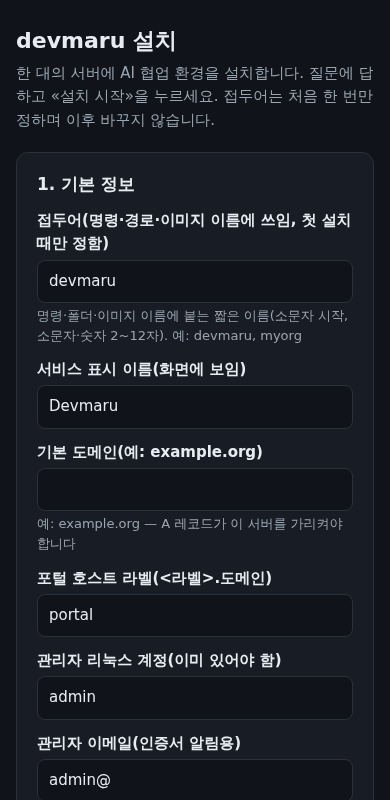 devmaru 설치
한 대의 서버에 AI 협업 환경을 설치합니다. 질문에 답
하고 «설치 시작»을 누르세요. 접두어는 처음 한 번만
정하며 이후 바꾸지 않습니다.
1. 기본 정보
접두어(명령·경로·이미지 이름에 쓰임, 첫 설치
때만 정함)
devmaru
명령·폴더·이미지 이름에 붙는 짧은 이름(소문자 시작,
소문자·숫자 2~12자). 예: devmaru, myorg
서비스 표시 이름(화면에 보임)
Devmaru
기본 도메인(예: example.org)
예: example.org — A 레코드가 이 서버를 가리켜야
합니다
포털 호스트 라벨(<라벨>.도메인)
portal
관리자 리눅스 계정(이미 있어야 함)
admin
관리자 이메일(인증서 알림용)
admin@